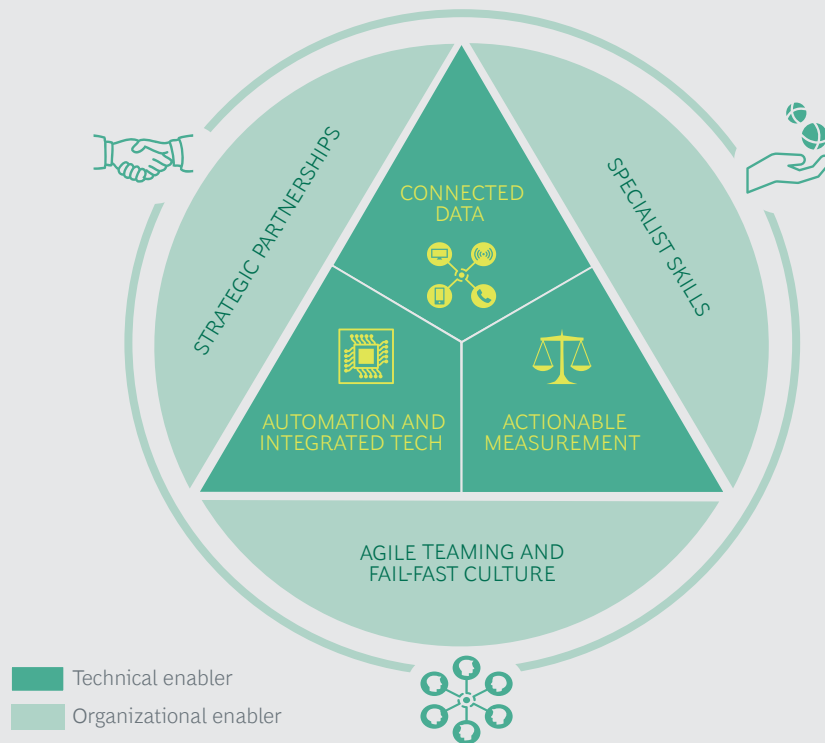 STRATEGIC PARTNERSHIPS
SPECIALIST SKILLS
CONNECTED
DATA
AUTOMATION AND
INTEGRATED TECH
ACTIONABLE
MEASUREMENT
AGILE TEAMING AND
FAIL-FAST CULTURE
Technical enabler
Organizational enabler